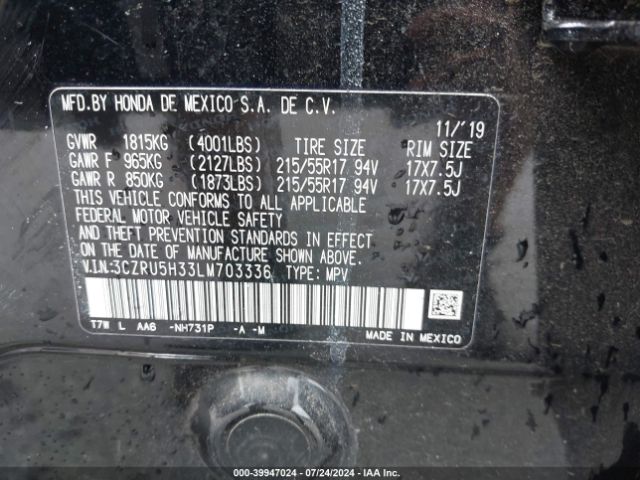 MFD.BY HONDA DE MEXICO S.A. DE C.V.
11/'19
GVWR 1815KG (4001LBS) TIRE SIZE RIM SIZE
GAWR F 965KG (2127LBS) 215/55R17 94V 17X7.5J
GAWR R 850KG (1873LBS) 215/55R17 94V 17X7.5J
THIS VEHICLE CONFORMS TO ALL APPLICABLE
FEDERAL MOTOR VEHICLE SAFETY
AND THEFT PREVENTION STANDARDS IN EFFECT
ON THE DATE OF MANUFACTURE SHOWN ABOVE.
V.I.N.:3CZRU5H33LM703336 TYPE: MPV
T7W L AA6 -NH731P -A -M
MADE IN MEXICO
000-39947024 - 07/24/2024 - IAA Inc.